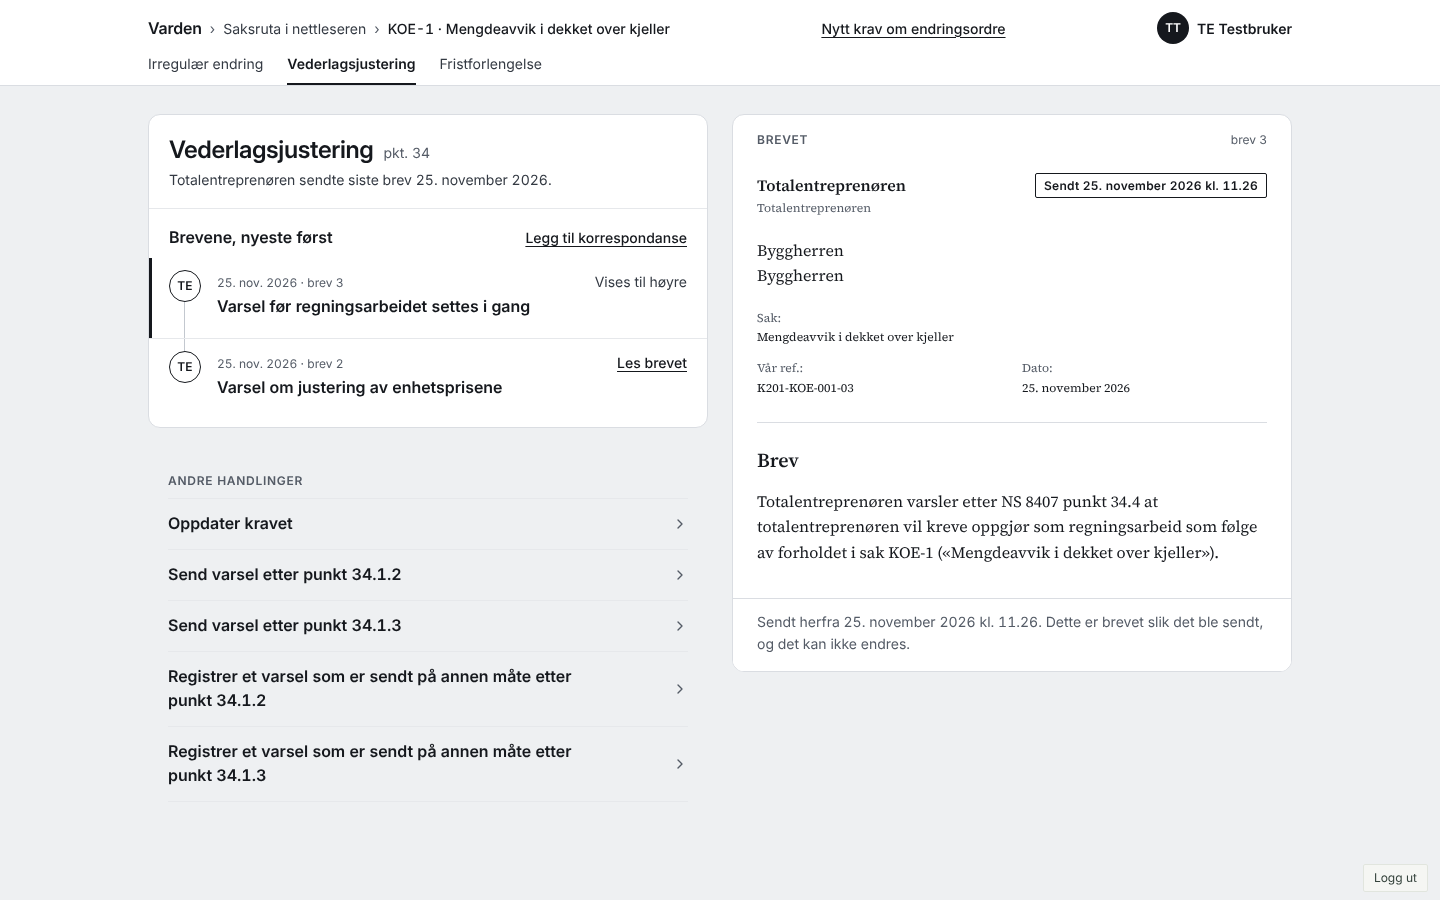 Varden › Saksruta i nettleseren › KOE-1 · Mengdeavvik i dekket over kjeller
Nytt krav om endringsordre
TT TE Testbruker
Irregulær endring Vederlagsjustering Fristforlengelse
Vederlagsjustering pkt. 34
Totalentreprenøren sendte siste brev 25. november 2026.
Brevene, nyeste først Legg til korrespondanse
TE 25. nov. 2026 · brev 3 Vises til høyre
Varsel før regningsarbeidet settes i gang
TE 25. nov. 2026 · brev 2 Les brevet
Varsel om justering av enhetsprisene
ANDRE HANDLINGER
Oppdater kravet
Send varsel etter punkt 34.1.2
Send varsel etter punkt 34.1.3
Registrer et varsel som er sendt på annen måte etter
punkt 34.1.2
Registrer et varsel som er sendt på annen måte etter
punkt 34.1.3
BREVET brev 3
Totalentreprenøren Sendt 25. november 2026 kl. 11.26
Totalentreprenøren
Byggherren
Byggherren
Sak:
Mengdeavvik i dekket over kjeller
Vår ref.: Dato:
K201-KOE-001-03 25. november 2026
Brev
Totalentreprenøren varsler etter NS 8407 punkt 34.4 at
totalentreprenøren vil kreve oppgjør som regningsarbeid som følge
av forholdet i sak KOE-1 («Mengdeavvik i dekket over kjeller»).
Sendt herfra 25. november 2026 kl. 11.26. Dette er brevet slik det ble sendt,
og det kan ikke endres.
Logg ut